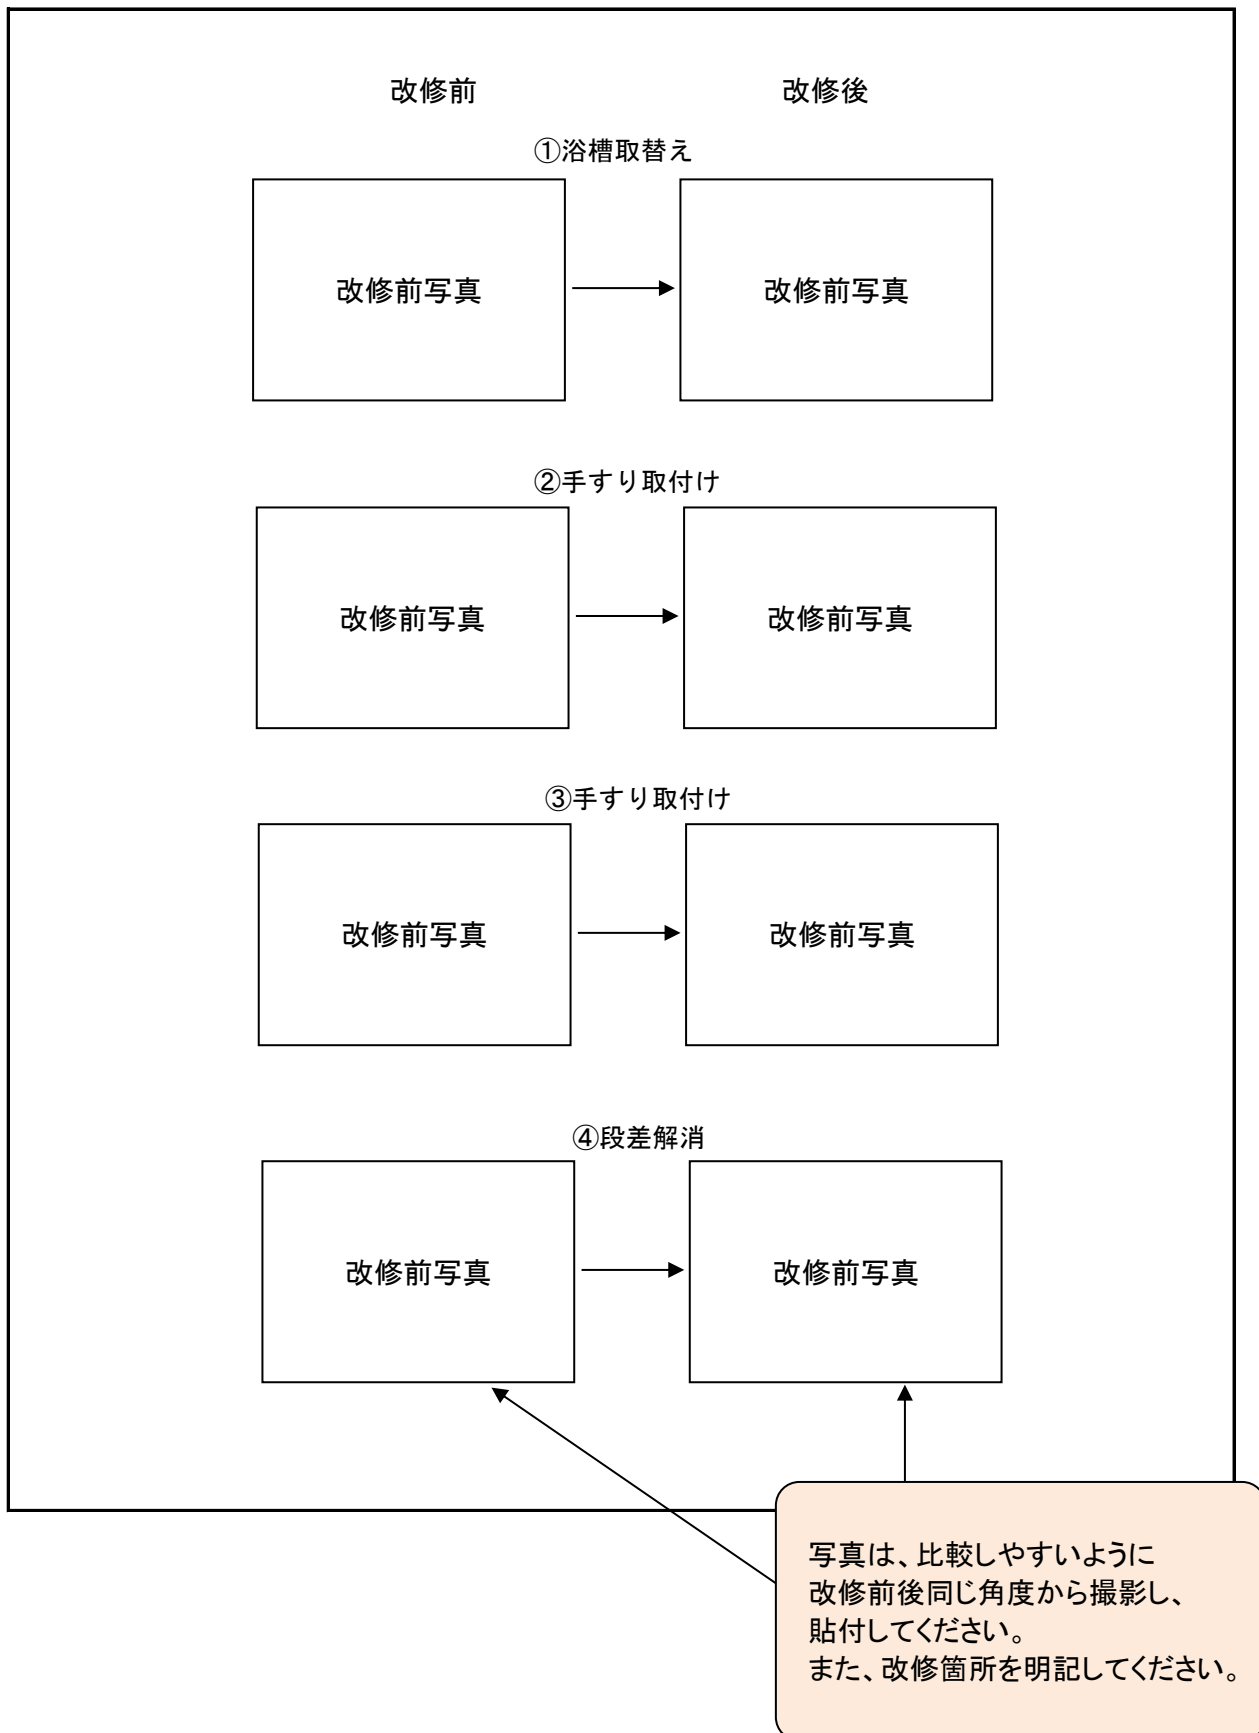 改修前　改修後
①浴槽取替え
改修前写真　改修前写真
②手すり取付け
改修前写真　改修前写真
③手すり取付け
改修前写真　改修前写真
④段差解消
改修前写真　改修前写真
写真は、比較しやすいように
改修前後同じ角度から撮影し、
貼付してください。
また、改修箇所を明記してください。